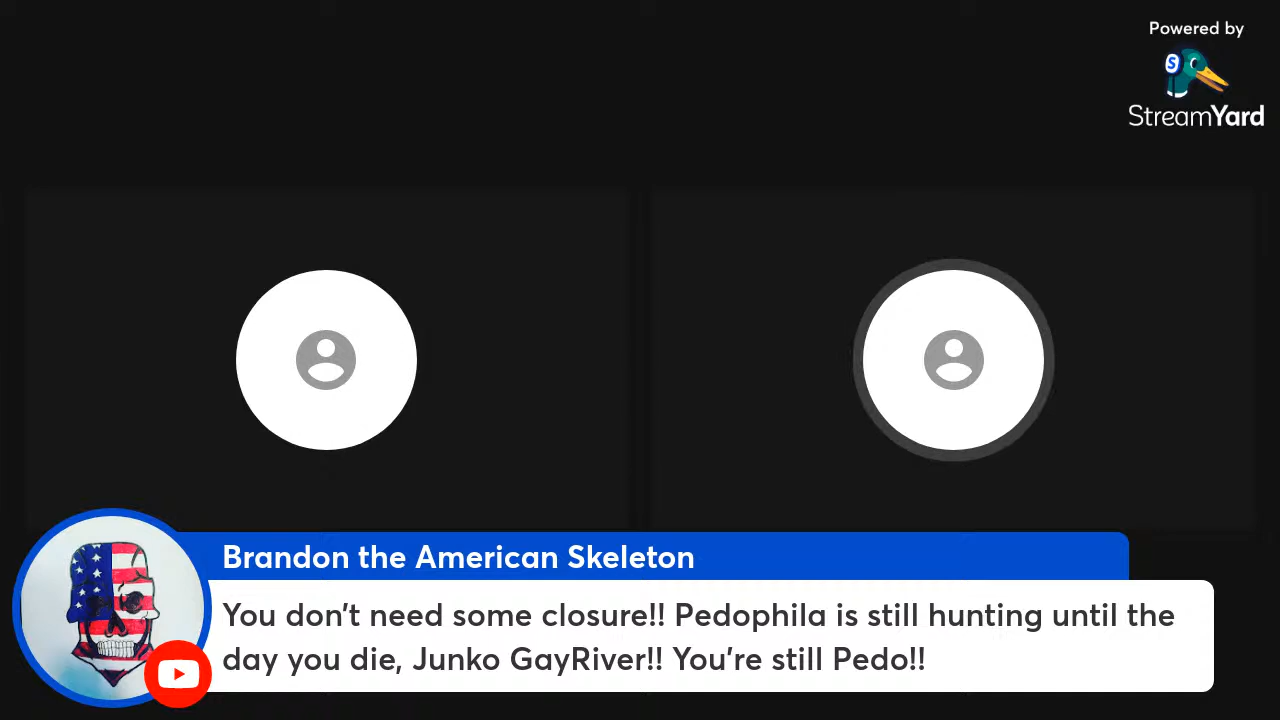 Powered by
S
StreamYard
Brandon the American Skeleton
You don't need some closure!! Pedophila is still hunting until the
day you die, Junko GayRiver!! You're still Pedo!!